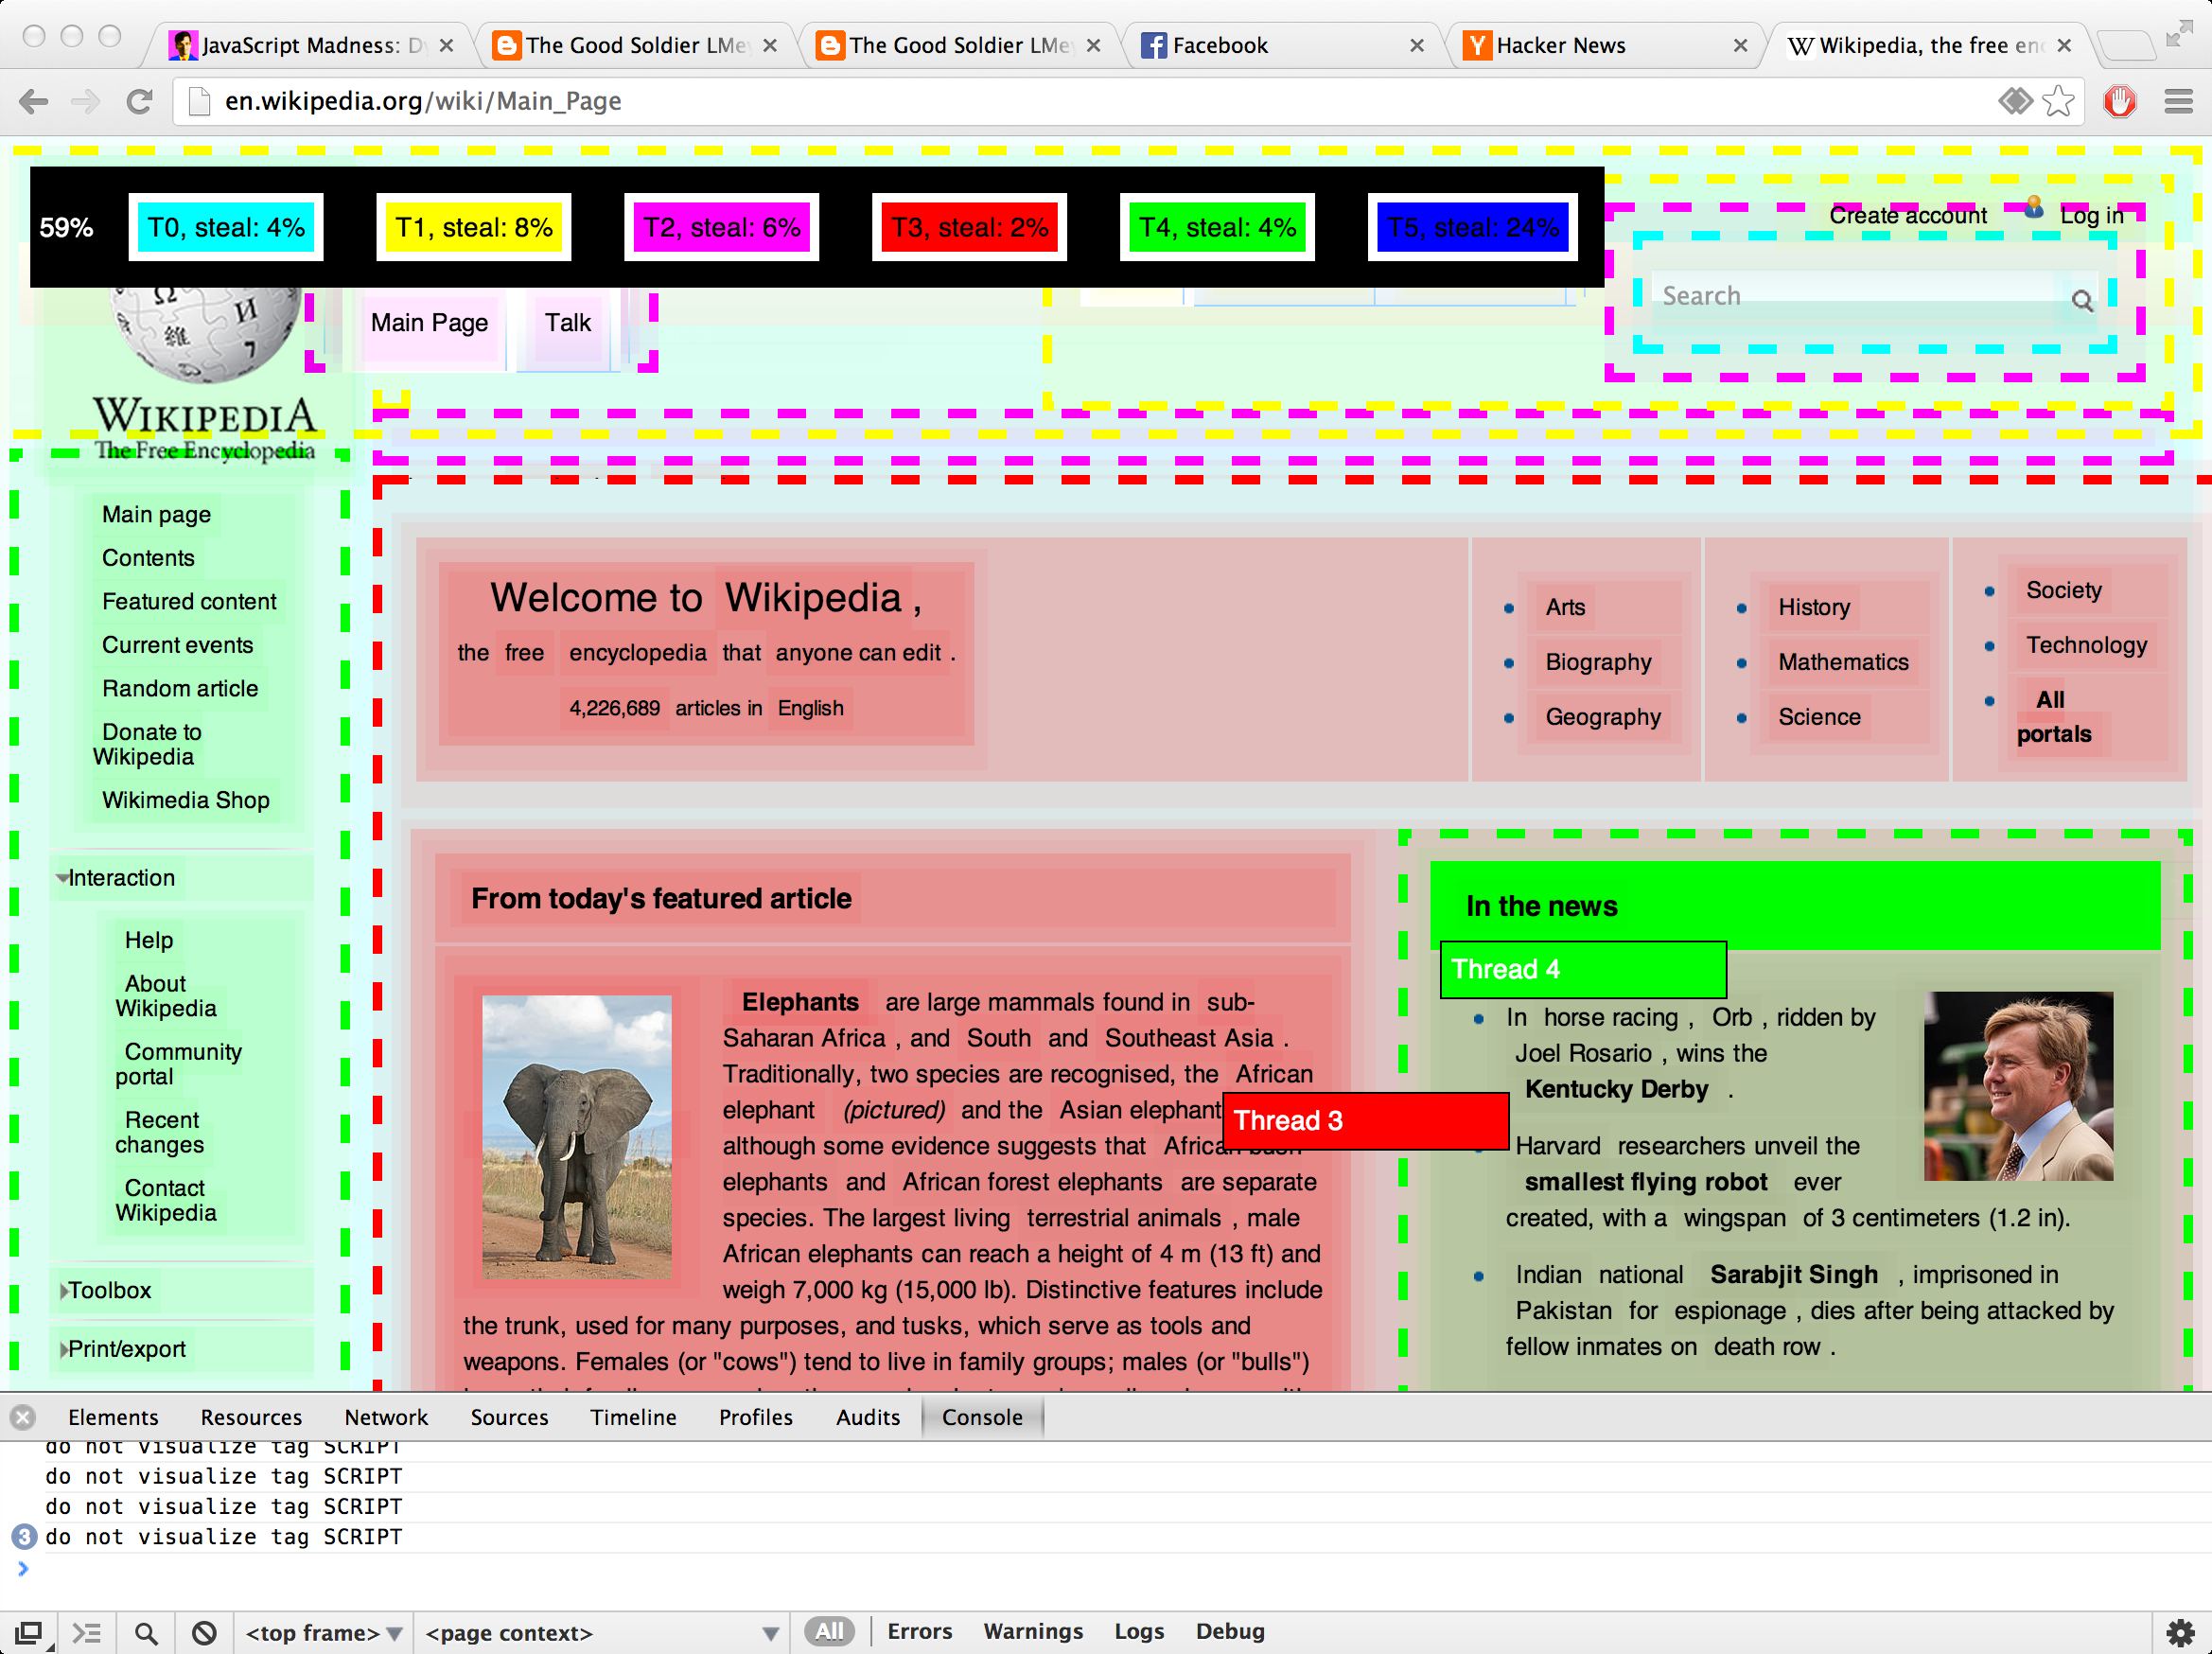 JavaScript Madness: Dy
The Good Soldier LMey
The Good Soldier LMey
Facebook
Hacker News
Wikipedia, the free enc
en.wikipedia.org/wiki/Main_Page
59%
T0, steal: 4%
T1, steal: 8%
T2, steal: 6%
T3, steal: 2%
T4, steal: 4%
T5, steal: 24%
Create account
Log in
Search
Main Page
Talk
WIKIPEDIA
The Free Encyclopedia
Main page
Contents
Featured content
Current events
Random article
Donate to
Wikipedia
Wikimedia Shop
Interaction
Help
About
Wikipedia
Community
portal
Recent
changes
Contact
Wikipedia
Toolbox
Print/export
Welcome to Wikipedia ,
the free encyclopedia that anyone can edit .
4,226,689 articles in English
Arts
Biography
Geography
History
Mathematics
Science
Society
Technology
All
portals
From today's featured article
Elephants are large mammals found in sub-
Saharan Africa , and South and Southeast Asia .
Traditionally, two species are recognised, the African
elephant (pictured) and the Asian elephant
although some evidence suggests that African bush
elephants and African forest elephants are separate
species. The largest living terrestrial animals , male
African elephants can reach a height of 4 m (13 ft) and
weigh 7,000 kg (15,000 lb). Distinctive features include
the trunk, used for many purposes, and tusks, which serve as tools and
weapons. Females (or "cows") tend to live in family groups; males (or "bulls")
Thread 3
In the news
Thread 4
In horse racing , Orb , ridden by
Joel Rosario , wins the
Kentucky Derby .
Harvard researchers unveil the
smallest flying robot ever
created, with a wingspan of 3 centimeters (1.2 in).
Indian national Sarabjit Singh , imprisoned in
Pakistan for espionage , dies after being attacked by
fellow inmates on death row .
Elements Resources Network Sources Timeline Profiles Audits Console
do not visualize tag SCRIPT
do not visualize tag SCRIPT
do not visualize tag SCRIPT
3 do not visualize tag SCRIPT
<top frame> <page context> All Errors Warnings Logs Debug